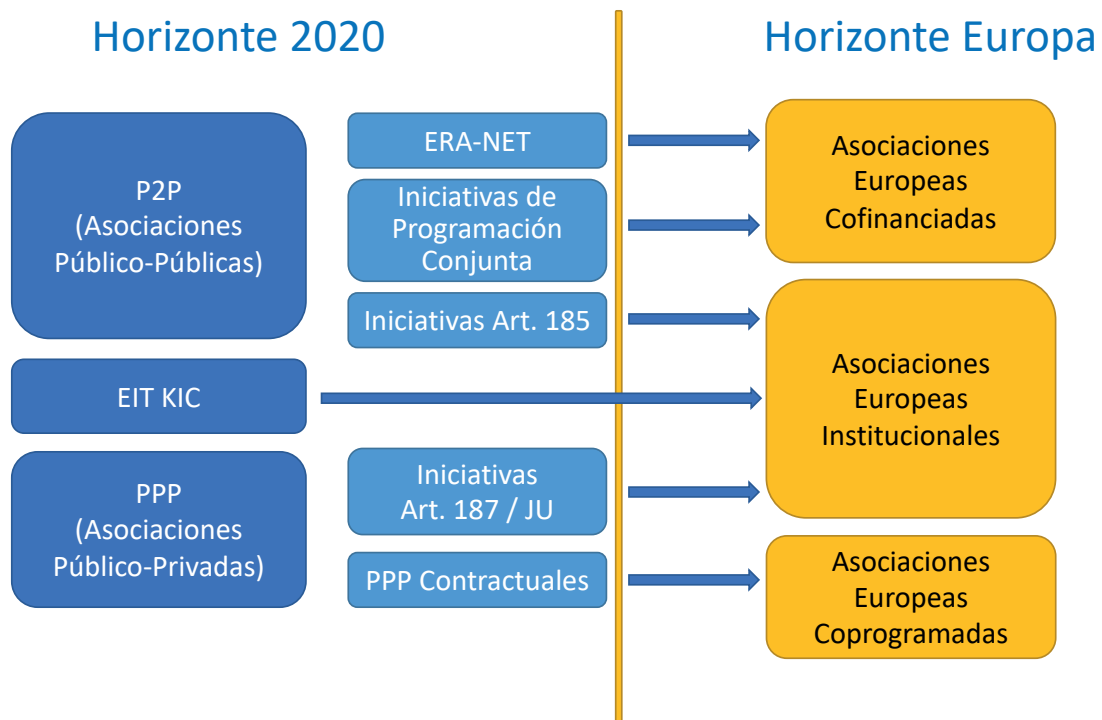 Horizonte 2020
Horizonte Europa
P2P
(Asociaciones
Público-Públicas)
ERA-NET
Iniciativas de
Programación
Conjunta
Iniciativas Art. 185
Asociaciones
Europeas
Cofinanciadas
EIT KIC
Asociaciones
Europeas
Institucionales
PPP
(Asociaciones
Público-Privadas)
Iniciativas
Art. 187 / JU
PPP Contractuales
Asociaciones
Europeas
Coprogramadas